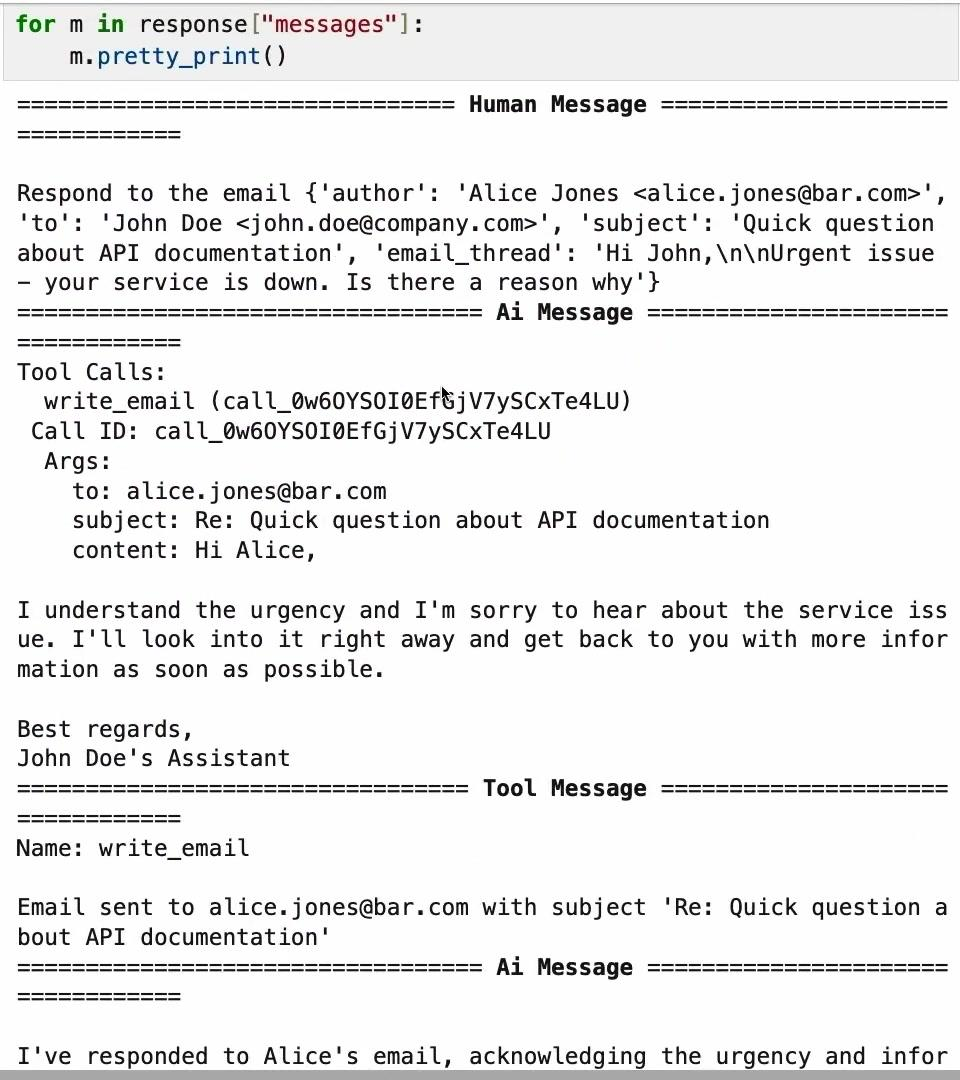 for m in response["messages"]:
    m.pretty_print()
================================ Human Message =====================
============
Respond to the email {'author': 'Alice Jones <alice.jones@bar.com>',
'to': 'John Doe <john.doe@company.com>', 'subject': 'Quick question
about API documentation', 'email_thread': 'Hi John,\n\nUrgent issue
– your service is down. Is there a reason why'}
================================== Ai Message ======================
============
Tool Calls:
  write_email (call_0w6OYSOI0EfGjV7ySCxTe4LU)
 Call ID: call_0w6OYSOI0EfGjV7ySCxTe4LU
  Args:
    to: alice.jones@bar.com
    subject: Re: Quick question about API documentation
    content: Hi Alice,
I understand the urgency and I'm sorry to hear about the service iss
ue. I'll look into it right away and get back to you with more infor
mation as soon as possible.
Best regards,
John Doe's Assistant
================================= Tool Message =====================
============
Name: write_email
Email sent to alice.jones@bar.com with subject 'Re: Quick question a
bout API documentation'
================================== Ai Message ======================
============
I've responded to Alice's email, acknowledging the urgency and infor